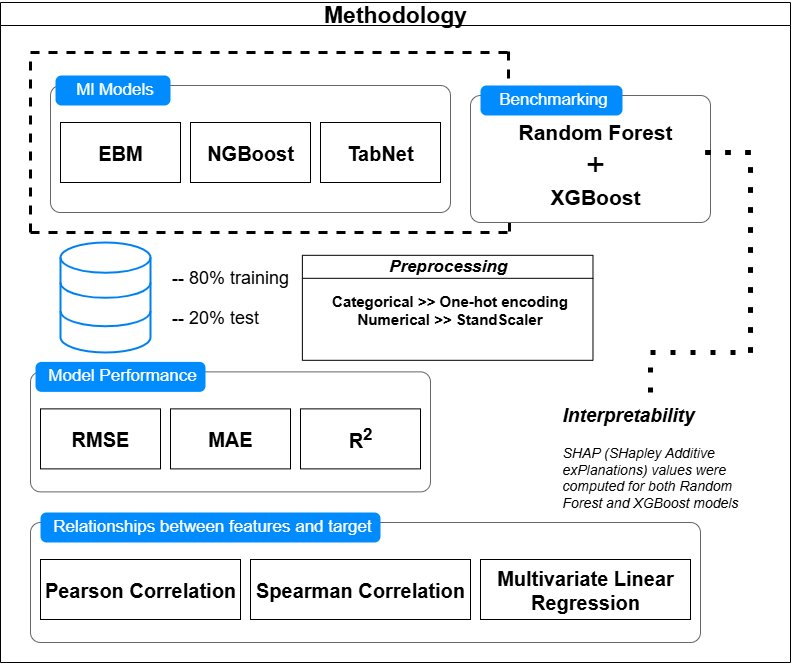 Methodology
Ml Models
Benchmarking
EBM
NGBoost
TabNet
Random Forest
+
XGBoost
-- 80% training
-- 20% test
Preprocessing
Categorical >> One-hot encoding
Numerical >> StandScaler
Model Performance
RMSE
MAE
R²
Interpretability
SHAP (SHapley Additive
exPlanations) values were
computed for both Random
Forest and XGBoost models
Relationships between features and target
Pearson Correlation
Spearman Correlation
Multivariate Linear
Regression